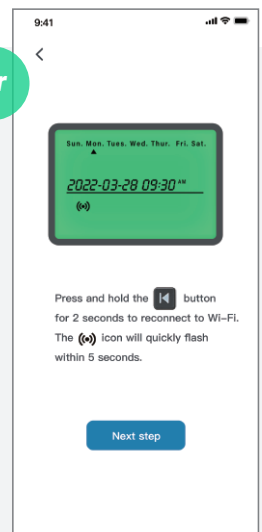 9:41
r
Sun. Mon. Tues. Wed. Thur. Fri. Sat.
2022-03-28 09:30 AM
Press and hold the button
for 2 seconds to reconnect to Wi-Fi.
The icon will quickly flash
within 5 seconds.
Next step